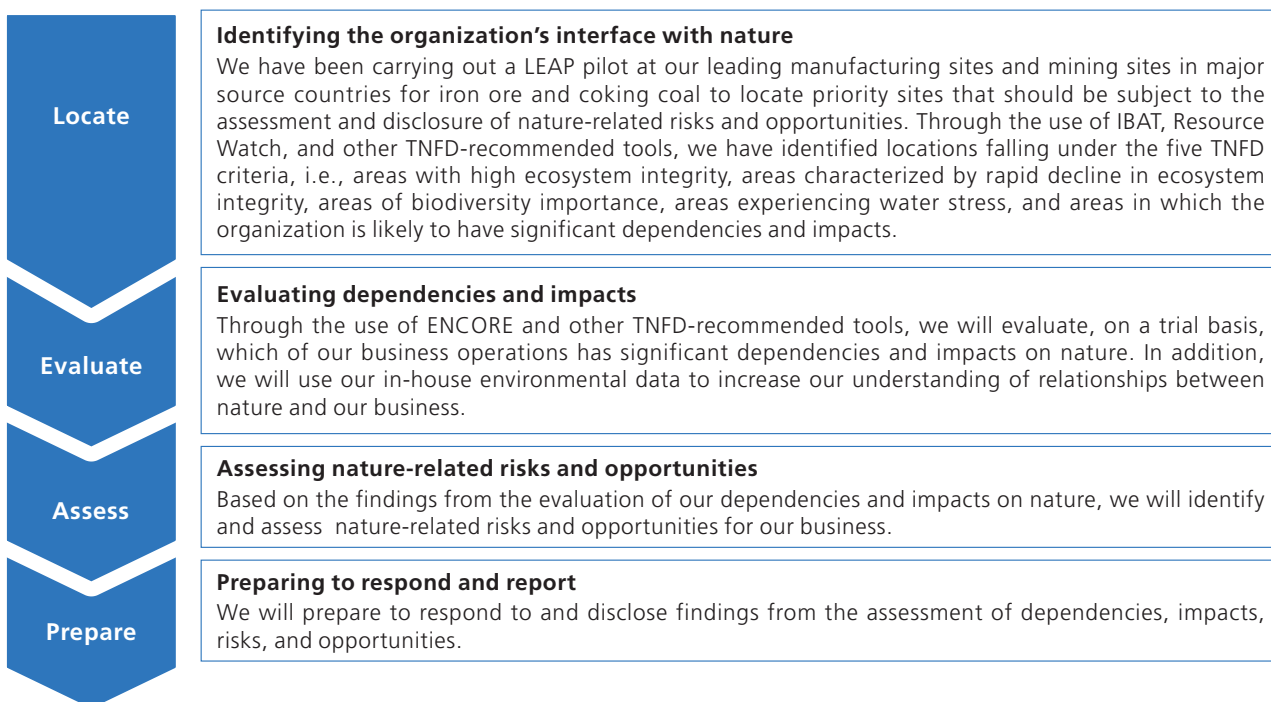 Locate
Identifying the organization's interface with nature
We have been carrying out a LEAP pilot at our leading manufacturing sites and mining sites in major
source countries for iron ore and coking coal to locate priority sites that should be subject to the
assessment and disclosure of nature-related risks and opportunities. Through the use of IBAT, Resource
Watch, and other TNFD-recommended tools, we have identified locations falling under the five TNFD
criteria, i.e., areas with high ecosystem integrity, areas characterized by rapid decline in ecosystem
integrity, areas of biodiversity importance, areas experiencing water stress, and areas in which the
organization is likely to have significant dependencies and impacts.
Evaluate
Evaluating dependencies and impacts
Through the use of ENCORE and other TNFD-recommended tools, we will evaluate, on a trial basis,
which of our business operations has significant dependencies and impacts on nature. In addition,
we will use our in-house environmental data to increase our understanding of relationships between
nature and our business.
Assess
Assessing nature-related risks and opportunities
Based on the findings from the evaluation of our dependencies and impacts on nature, we will identify
and assess nature-related risks and opportunities for our business.
Prepare
Preparing to respond and report
We will prepare to respond to and disclose findings from the assessment of dependencies, impacts,
risks, and opportunities.